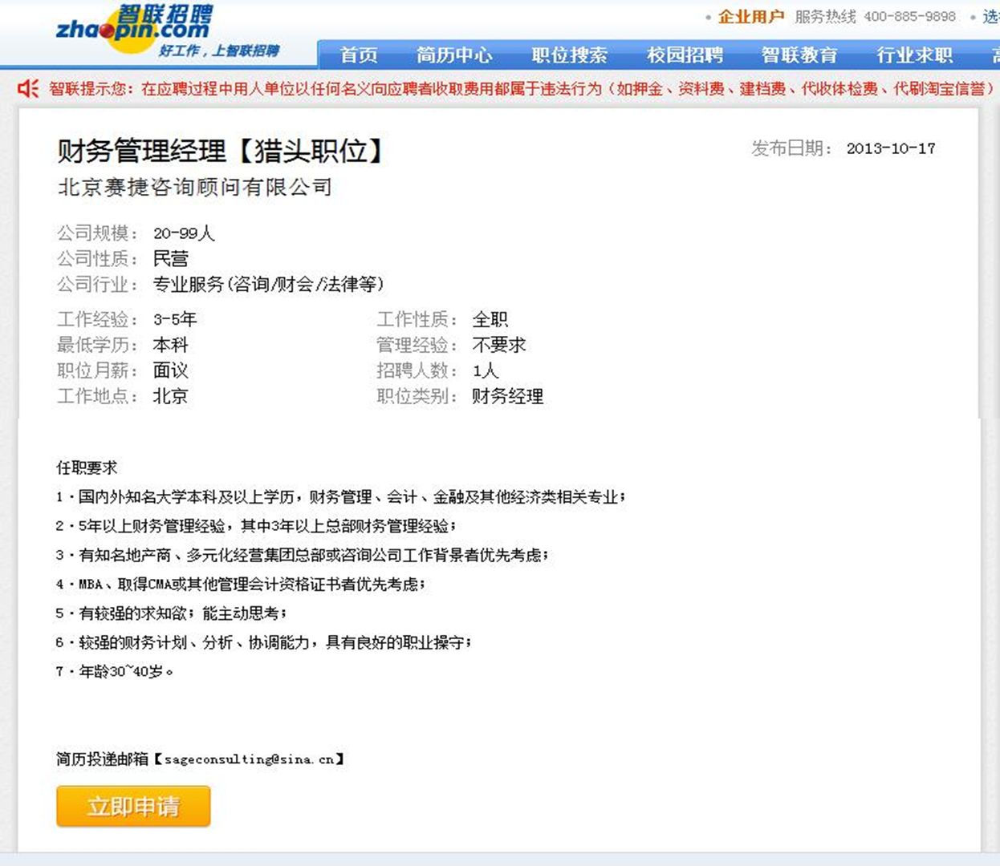 智联招聘
zhaopin.com
好工作，上智联招聘
• 企业用户 服务热线 400-885-9898 • 选
首页 简历中心 职位搜索 校园招聘 智联教育 行业求职
智联提示您：在应聘过程中用人单位以任何名义向应聘者收取费用都属于违法行为（如押金、资料费、建档费、代收体检费、代刷淘宝信誉）
财务管理经理【猎头职位】
发布日期： 2013-10-17
北京赛捷咨询顾问有限公司
公司规模： 20-99人
公司性质： 民营
公司行业： 专业服务(咨询/财会/法律等)
工作经验： 3-5年 工作性质： 全职
最低学历： 本科 管理经验： 不要求
职位月薪： 面议 招聘人数： 1人
工作地点： 北京 职位类别： 财务经理
任职要求
1·国内外知名大学本科及以上学历，财务管理、会计、金融及其他经济类相关专业；
2·5年以上财务管理经验，其中3年以上总部财务管理经验；
3·有知名地产商、多元化经营集团总部或咨询公司工作背景者优先考虑；
4·MBA、取得CMA或其他管理会计资格证书者优先考虑；
5·有较强的求知欲；能主动思考；
6·较强的财务计划、分析、协调能力，具有良好的职业操守；
7·年龄30~40岁。
简历投递邮箱【sageconsulting@sina.cn】
立即申请